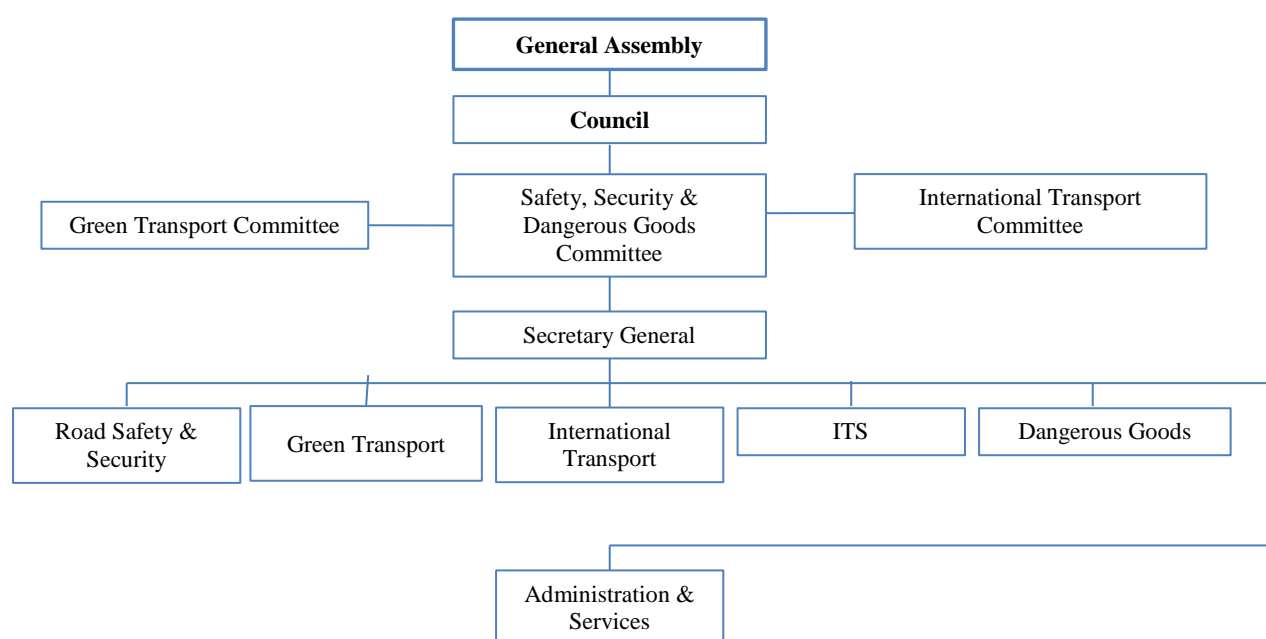 General Assembly
Council
Safety, Security &
Dangerous Goods
Committee
Green Transport Committee
International Transport
Committee
Secretary General
Road Safety &
Security
Green Transport
International
Transport
ITS
Dangerous Goods
Administration &
Services